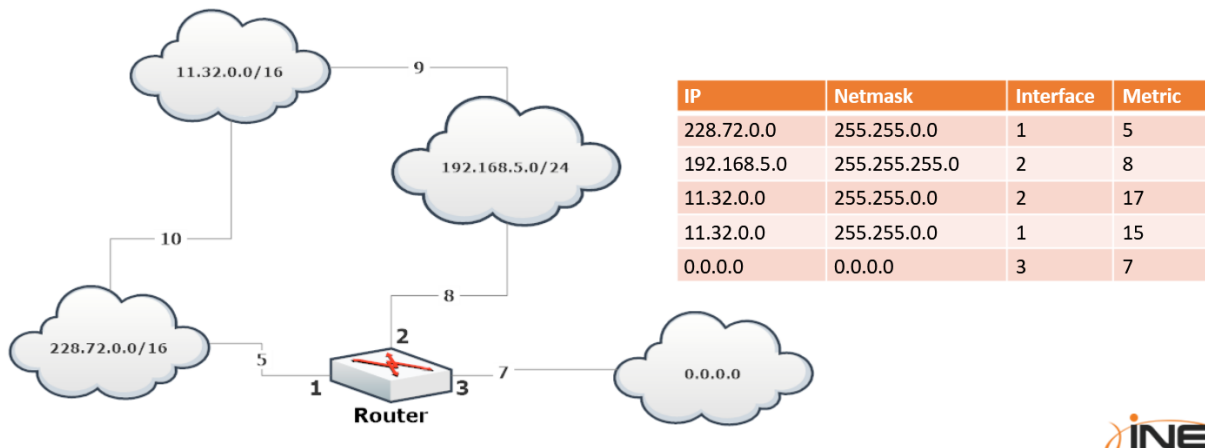 11.32.0.0/16
9
192.168.5.0/24
10
8
228.72.0.0/16
5
1
2
3
7
0.0.0.0
Router
IP Netmask Interface Metric
228.72.0.0 255.255.0.0 1 5
192.168.5.0 255.255.255.0 2 8
11.32.0.0 255.255.0.0 2 17
11.32.0.0 255.255.0.0 1 15
0.0.0.0 0.0.0.0 3 7
iNE